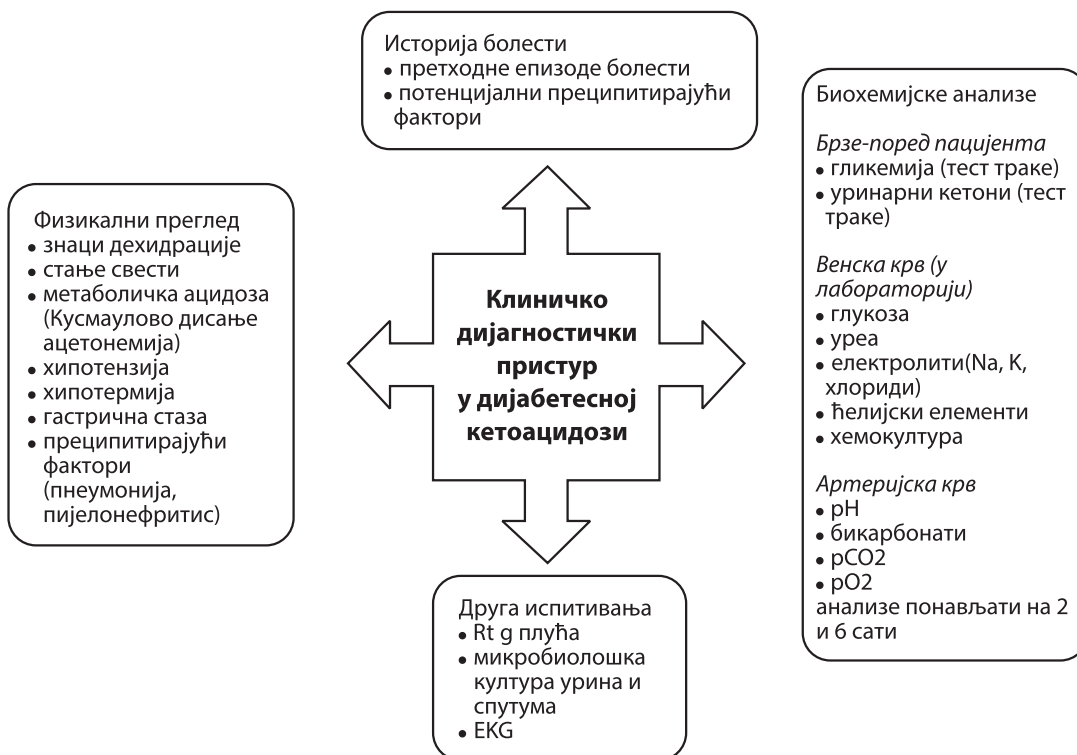 Историја болести
• претходне епизоде болести
• потенцијални преципитирајући
фактори
Физикални преглед
• знаци дехидрације
• стање свести
• метаболичка ацидоза
(Кусмаулово дисање
ацетонемија)
• хипотензија
• хипотермија
• гастрична стаза
• преципитирајући
фактори
(пнеумонија,
пијелонефритис)
Клиничко
дијагностички
пристур
у дијабетесној
кетоацидози
Биохемијске анализе
Брзе-поред пацијента
• гликемија (тест траке)
• уринарни кетони (тест
траке)
Венска крв (у
лабораторији)
• глукоза
• уреа
• електролити(Na, K,
хлориди)
• ћелијски елементи
• хемокултура
Артеријска крв
• pH
• бикарбонати
• pCO2
• pO2
анализе понављати на 2
и 6 сати
Друга испитивања
• Rt g плућа
• микробиолошка
култура урина и
спутума
• EKG